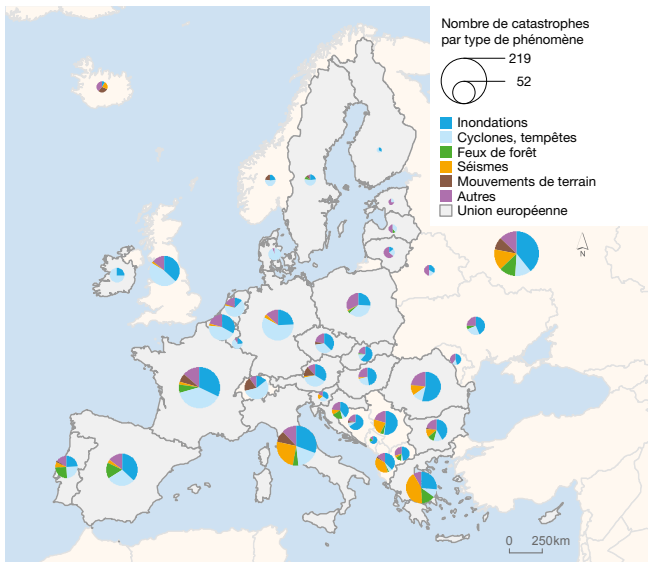 Nombre de catastrophes
par type de phénomène
219
52
Inondations
Cyclones, tempêtes
Feux de forêt
Séismes
Mouvements de terrain
Autres
Union européenne
N
0 250km